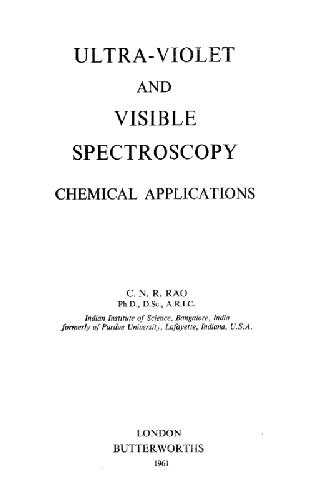 ULTRA-VIOLET
AND
VISIBLE
SPECTROSCOPY
CHEMICAL APPLICATIONS
C. N. R. RAO
Ph.D., D.Sc., A.R.I.C.
Indian Institute of Science, Bangalore, India
formerly of Purdue University, Lafayette, Indiana, U.S.A.
LONDON
BUTTERWORTHS
1961